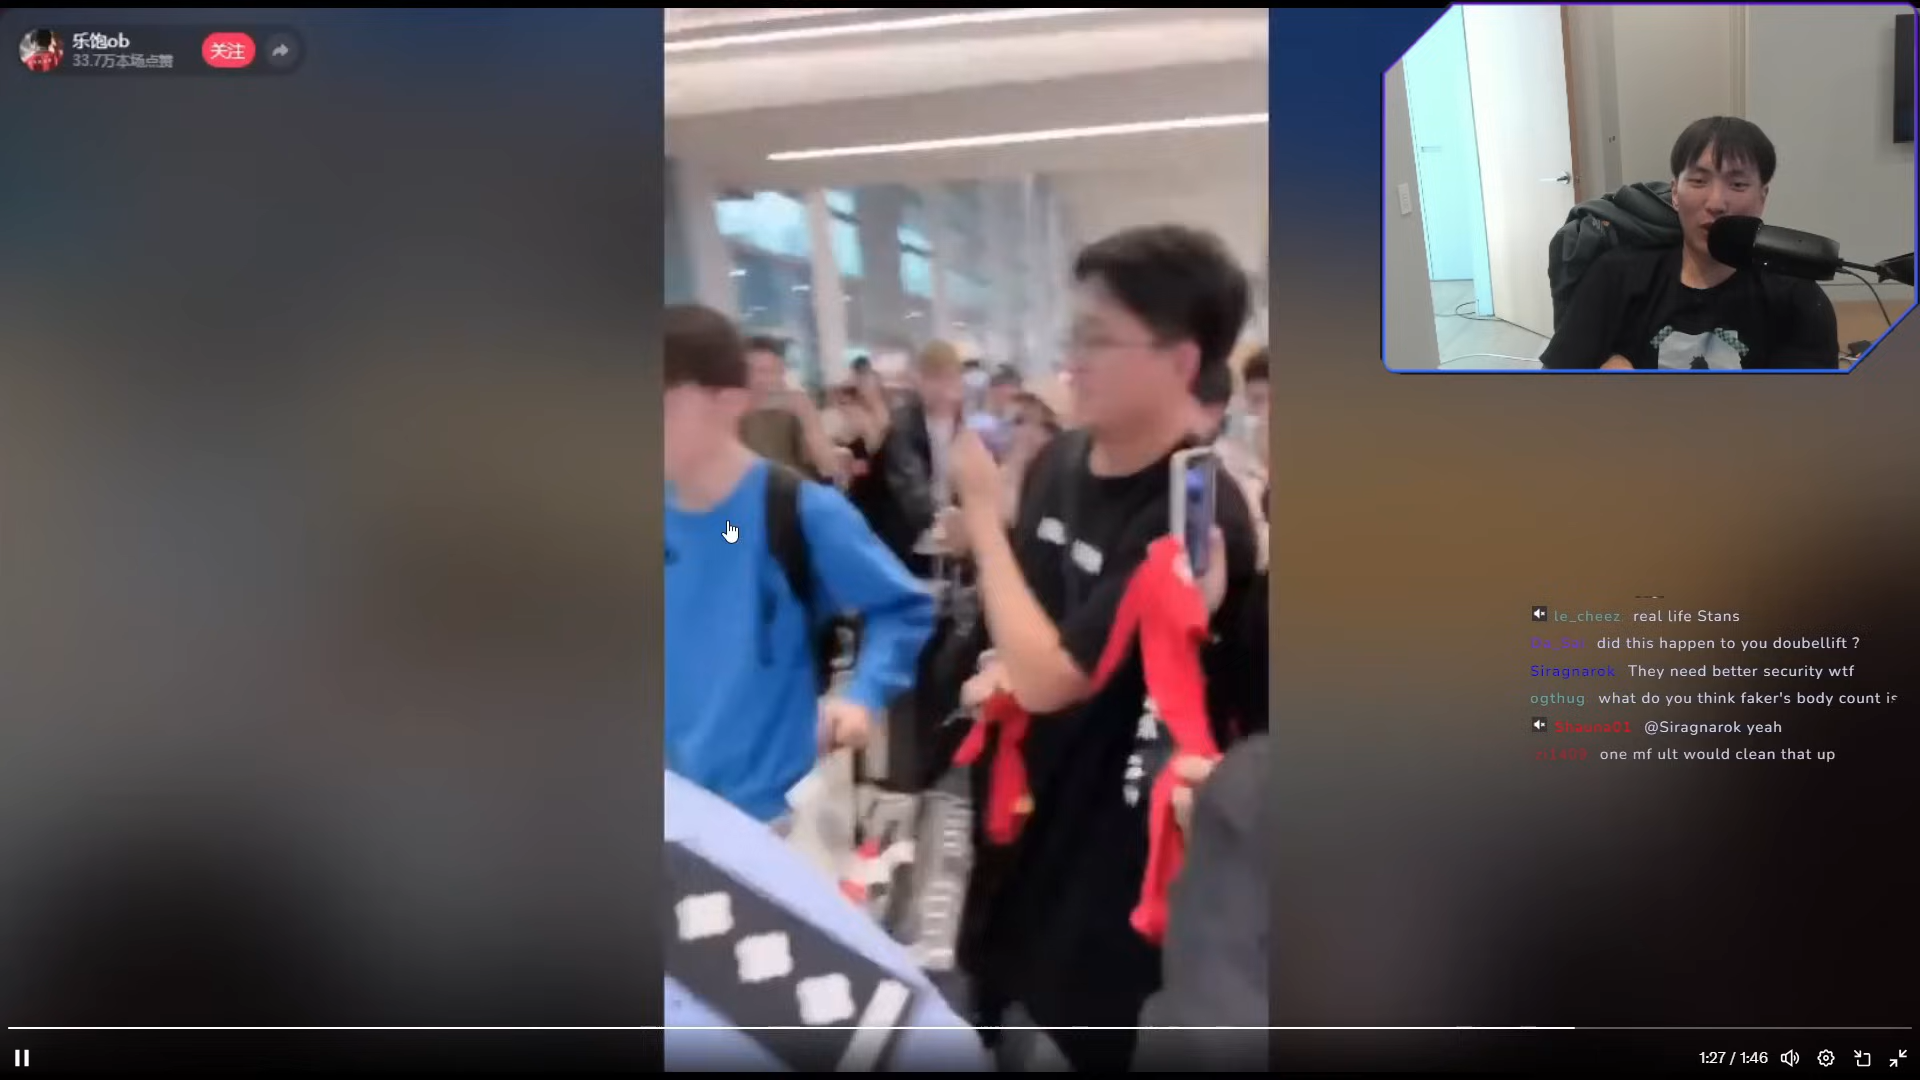 乐饱ob
33.7万本场点赞
关注
le_cheez real life Stans
did this happen to you doubellift ?
Siragnarok They need better security wtf
ogthug what do you think faker's body count is
Shauna01 @Siragnarok yeah
one mf ult would clean that up
1:27 / 1:46